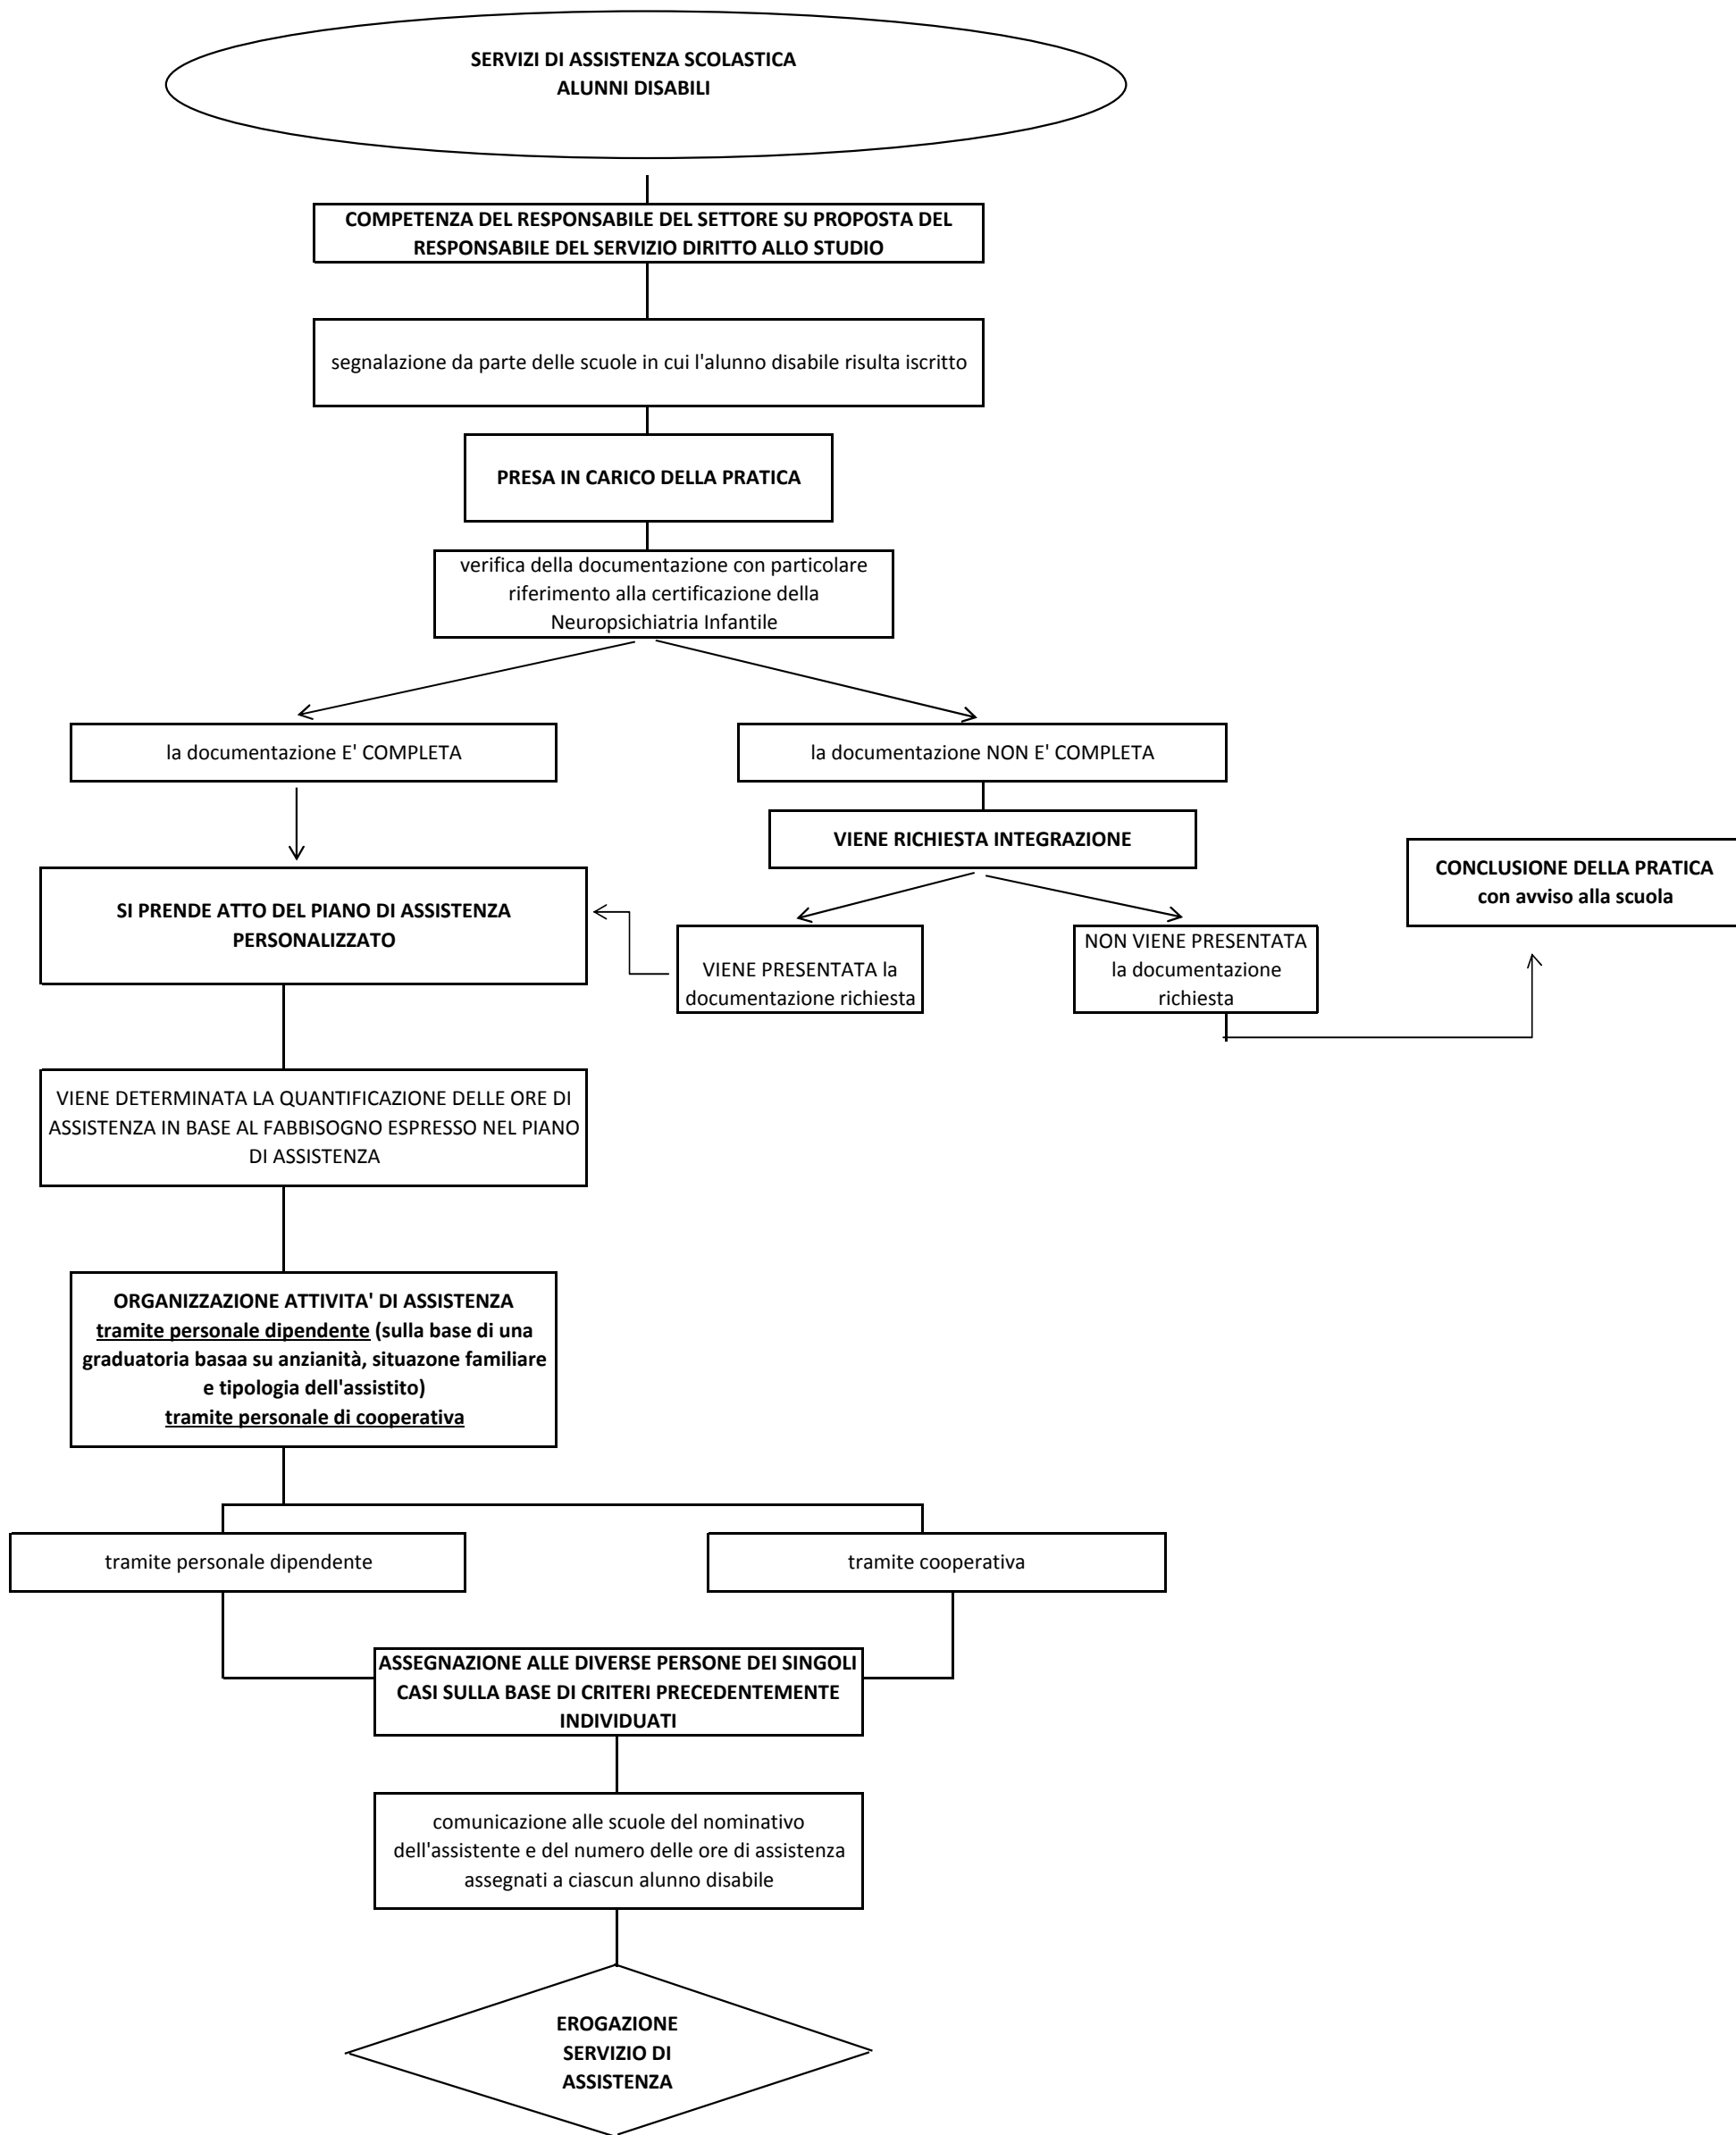 SERVIZI DI ASSISTENZA SCOLASTICA
ALUNNI DISABILI
COMPETENZA DEL RESPONSABILE DEL SETTORE SU PROPOSTA DEL
RESPONSABILE DEL SERVIZIO DIRITTO ALLO STUDIO
segnalazione da parte delle scuole in cui l'alunno disabile risulta iscritto
PRESA IN CARICO DELLA PRATICA
verifica della documentazione con particolare
riferimento alla certificazione della
Neuropsichiatria Infantile
la documentazione E' COMPLETA
la documentazione NON E' COMPLETA
VIENE RICHIESTA INTEGRAZIONE
CONCLUSIONE DELLA PRATICA
con avviso alla scuola
SI PRENDE ATTO DEL PIANO DI ASSISTENZA
PERSONALIZZATO
VIENE PRESENTATA la
documentazione richiesta
NON VIENE PRESENTATA
la documentazione
richiesta
VIENE DETERMINATA LA QUANTIFICAZIONE DELLE ORE DI
ASSISTENZA IN BASE AL FABBISOGNO ESPRESSO NEL PIANO
DI ASSISTENZA
ORGANIZZAZIONE ATTIVITA' DI ASSISTENZA
tramite personale dipendente (sulla base di una
graduatoria basaa su anzianità, situazone familiare
e tipologia dell'assistito)
tramite personale di cooperativa
tramite personale dipendente
tramite cooperativa
ASSEGNAZIONE ALLE DIVERSE PERSONE DEI SINGOLI
CASI SULLA BASE DI CRITERI PRECEDENTEMENTE
INDIVIDUATI
comunicazione alle scuole del nominativo
dell'assistente e del numero delle ore di assistenza
assegnati a ciascun alunno disabile
EROGAZIONE
SERVIZIO DI
ASSISTENZA